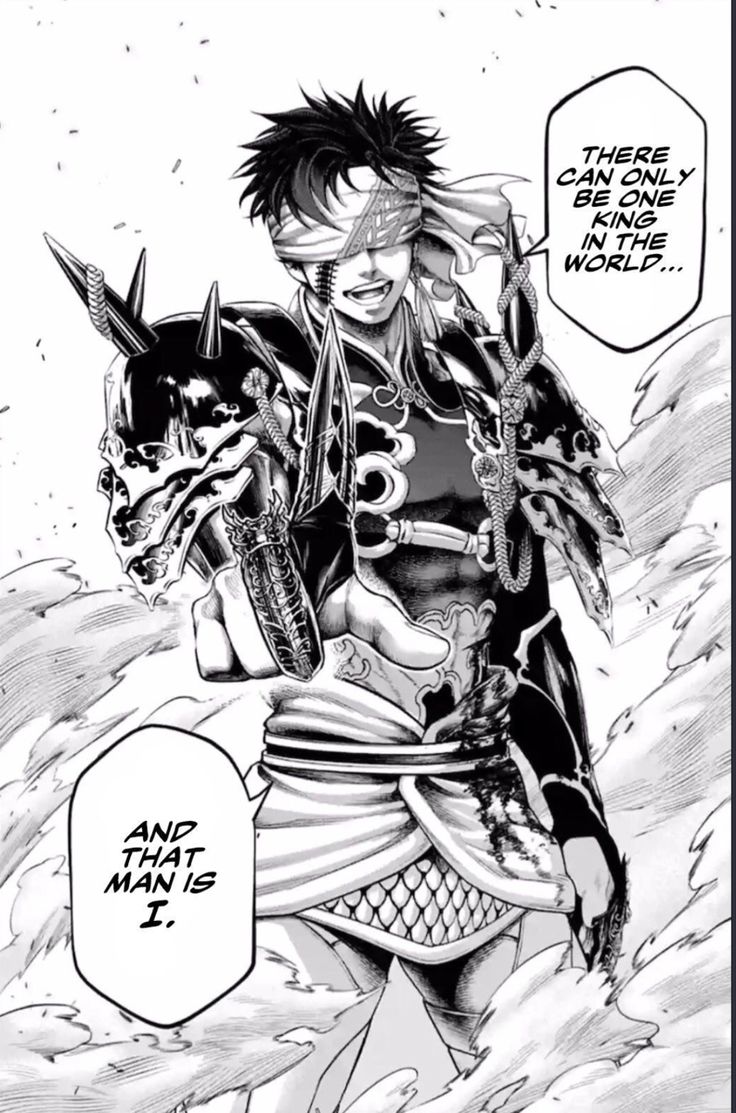 THERE
CAN ONLY
BE ONE
KING
IN THE
WORLD...
AND
THAT
MAN IS
I.